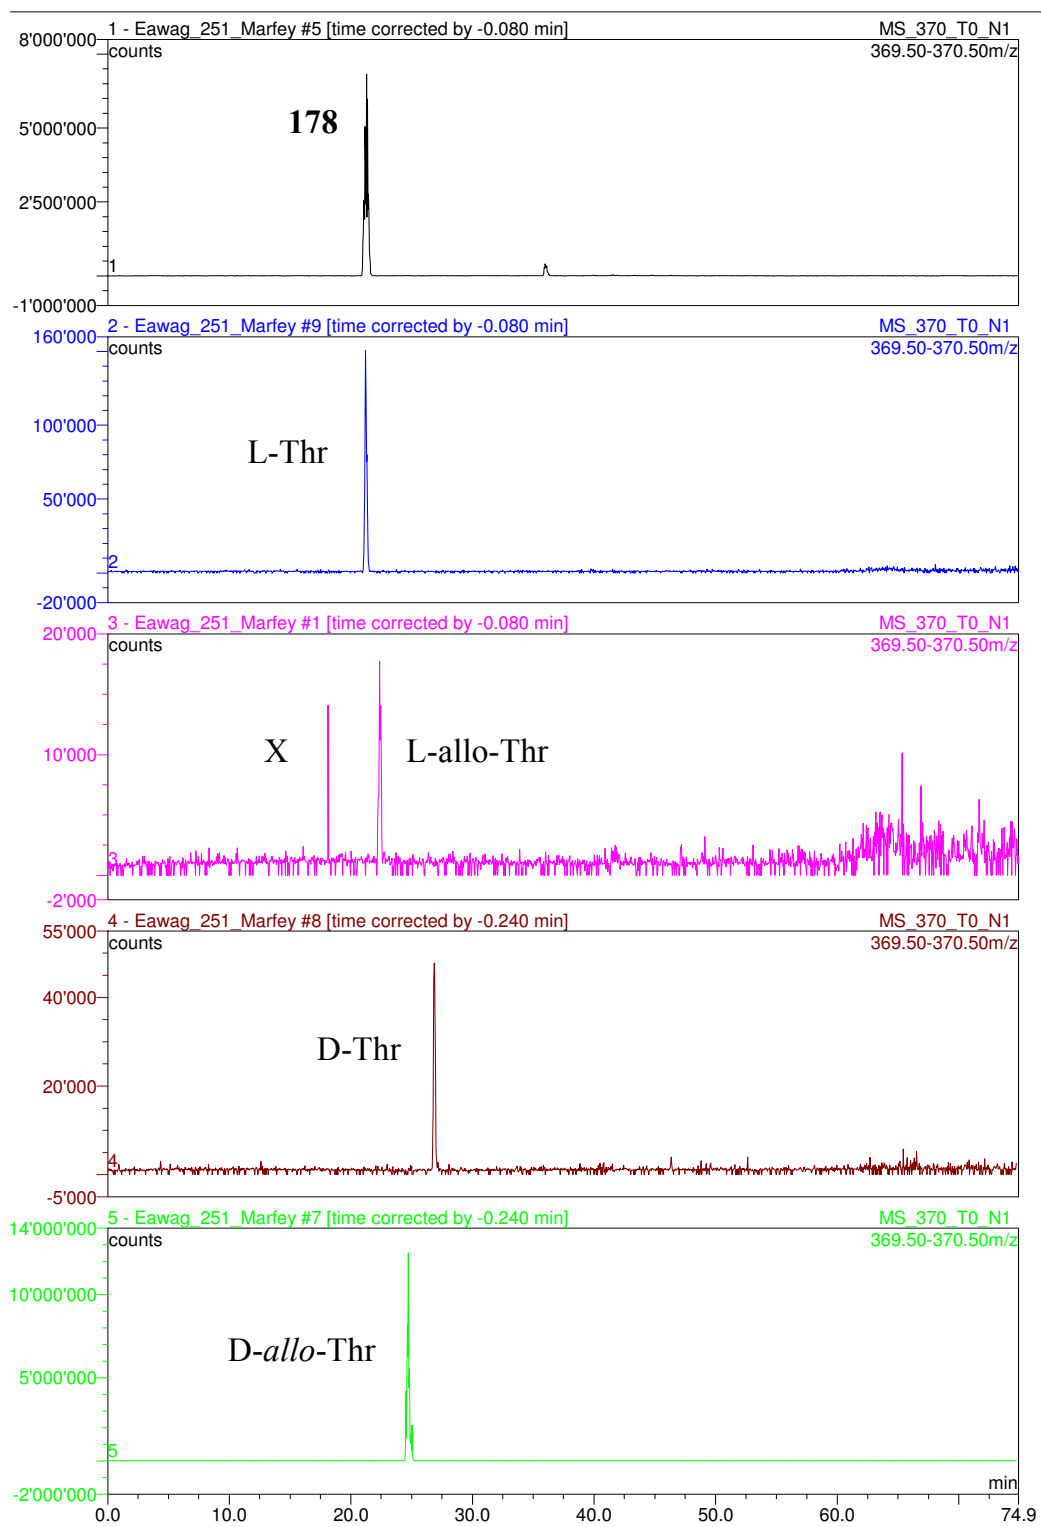 1 - Eawag_251_Marfey #5 [time corrected by -0.080 min] MS_370_T0_N1
8'000'000 counts 369.50-370.50m/z
178
5'000'000
2'500'000
1
-1'000'000
2 - Eawag_251_Marfey #9 [time corrected by -0.080 min] MS_370_T0_N1
160'000 counts 369.50-370.50m/z
100'000
L-Thr
50'000
2
-20'000
3 - Eawag_251_Marfey #1 [time corrected by -0.080 min] MS_370_T0_N1
20'000 counts 369.50-370.50m/z
X L-allo-Thr
10'000
3
-2'000
4 - Eawag_251_Marfey #8 [time corrected by -0.240 min] MS_370_T0_N1
55'000 counts 369.50-370.50m/z
40'000
D-Thr
20'000
4
-5'000
5 - Eawag_251_Marfey #7 [time corrected by -0.240 min] MS_370_T0_N1
14'000'000 counts 369.50-370.50m/z
10'000'000
D-allo-Thr
5'000'000
5
min
-2'000'000
0.0 10.0 20.0 30.0 40.0 50.0 60.0 74.9